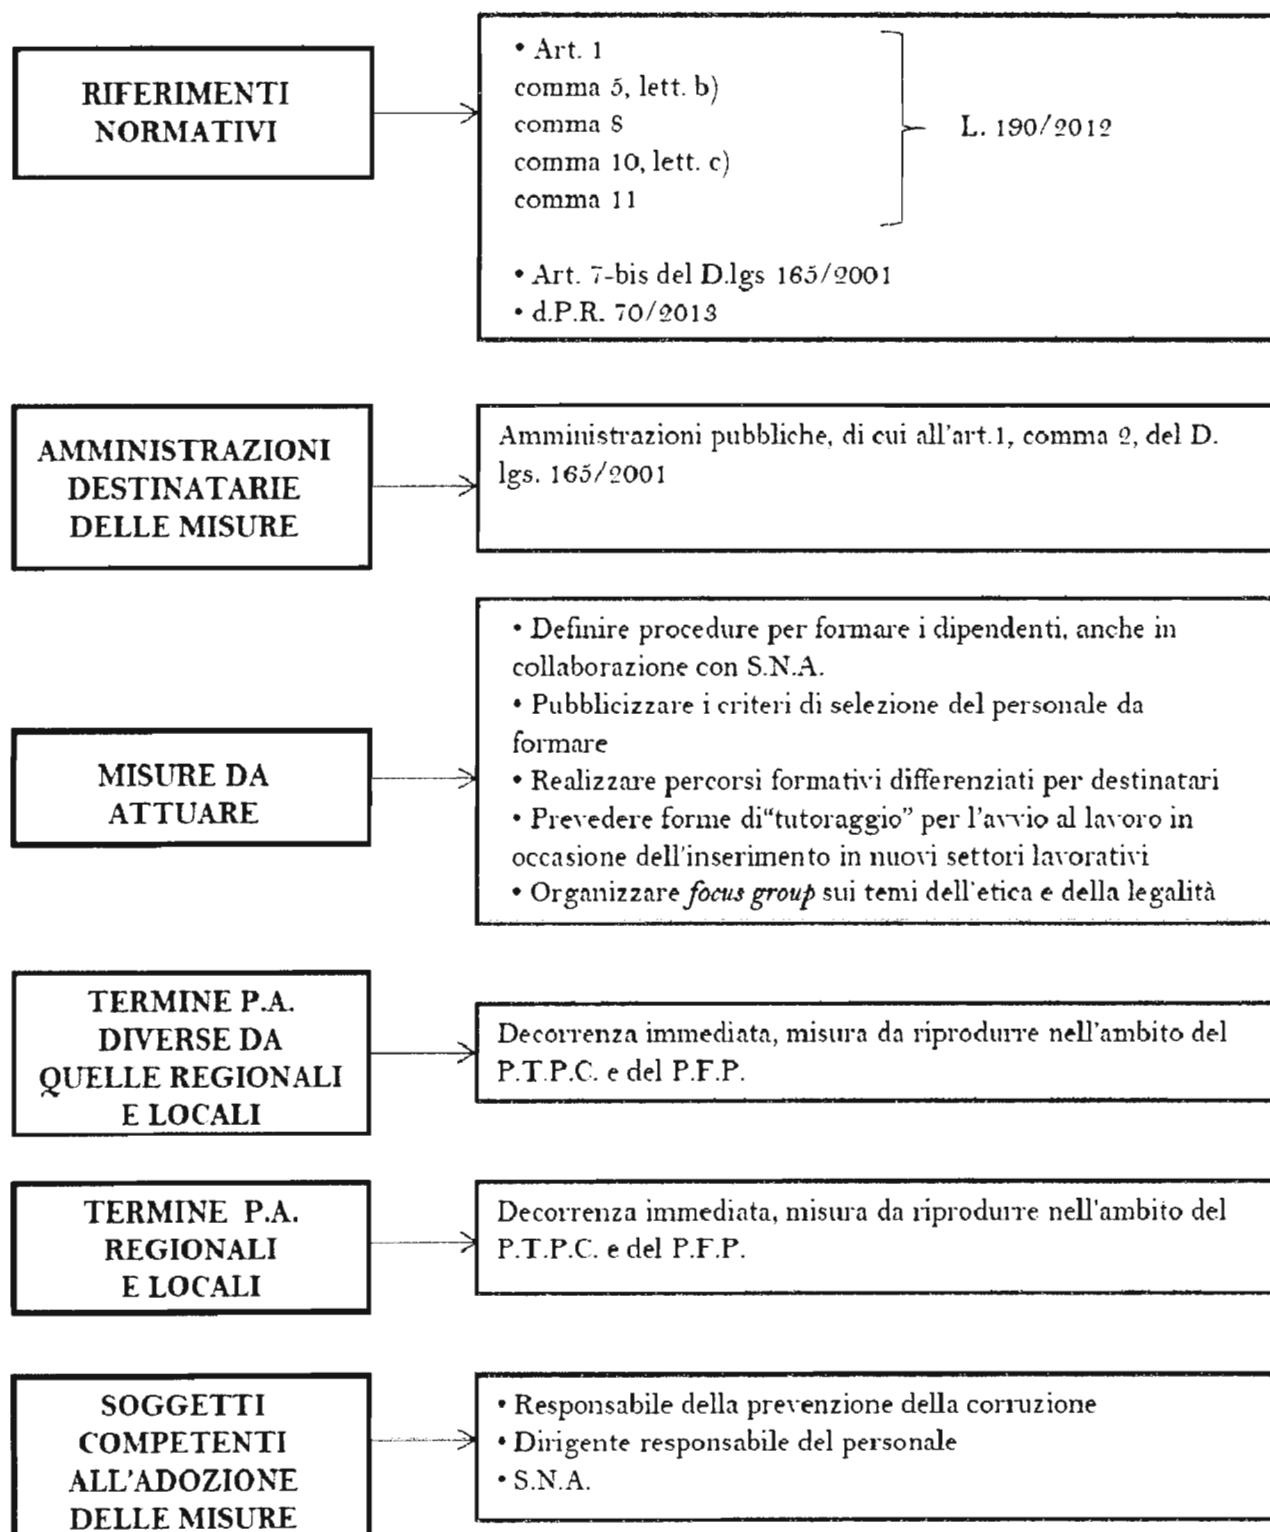 RIFERIMENTI
NORMATIVI
• Art. 1
comma 5, lett. b)
comma 8
comma 10, lett. c)
comma 11
L. 190/2012
• Art. 7-bis del D.lgs 165/2001
• d.P.R. 70/2013
AMMINISTRAZIONI
DESTINATARIE
DELLE MISURE
Amministrazioni pubbliche, di cui all'art.1, comma 2, del D.
lgs. 165/2001
MISURE DA
ATTUARE
• Definire procedure per formare i dipendenti, anche in
collaborazione con S.N.A.
• Pubblicizzare i criteri di selezione del personale da
formare
• Realizzare percorsi formativi differenziati per destinatari
• Prevedere forme di“tutoraggio” per l'avvio al lavoro in
occasione dell'inserimento in nuovi settori lavorativi
• Organizzare focus group sui temi dell'etica e della legalità
TERMINE P.A.
DIVERSE DA
QUELLE REGIONALI
E LOCALI
Decorrenza immediata, misura da riprodurre nell'ambito del
P.T.P.C. e del P.F.P.
TERMINE P.A.
REGIONALI
E LOCALI
Decorrenza immediata, misura da riprodurre nell'ambito del
P.T.P.C. e del P.F.P.
SOGGETTI
COMPETENTI
ALL'ADOZIONE
DELLE MISURE
• Responsabile della prevenzione della corruzione
• Dirigente responsabile del personale
• S.N.A.